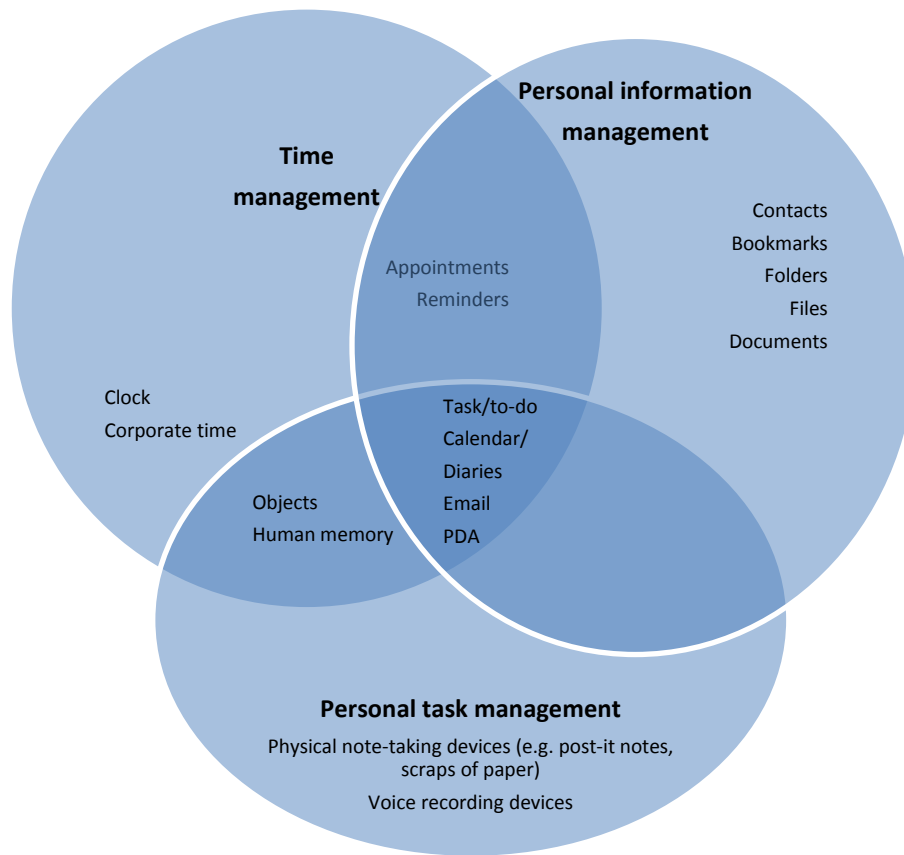 Personal information
management
Time
management
Contacts
Bookmarks
Folders
Files
Documents
Appointments
Reminders
Clock
Corporate time
Task/to-do
Calendar/
Diaries
Email
PDA
Objects
Human memory
Personal task management
Physical note-taking devices (e.g. post-it notes,
scraps of paper)
Voice recording devices